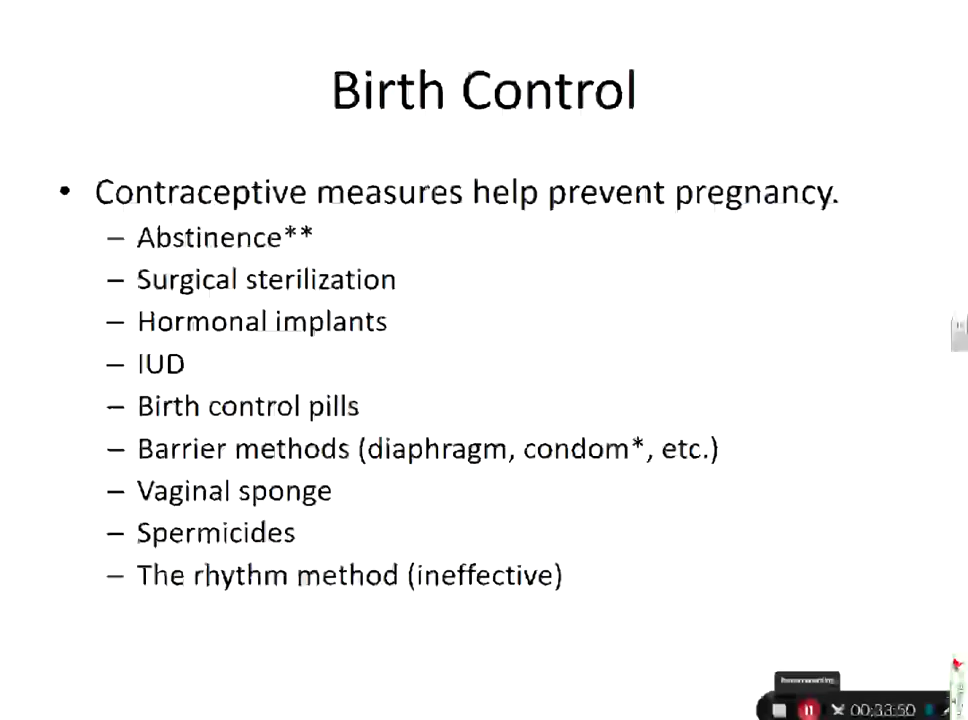 Birth Control
• Contraceptive measures help prevent pregnancy.
– Abstinence**
– Surgical sterilization
– Hormonal implants
– IUD
– Birth control pills
– Barrier methods (diaphragm, condom*, etc.)
– Vaginal sponge
– Spermicides
– The rhythm method (ineffective)
00:33:50